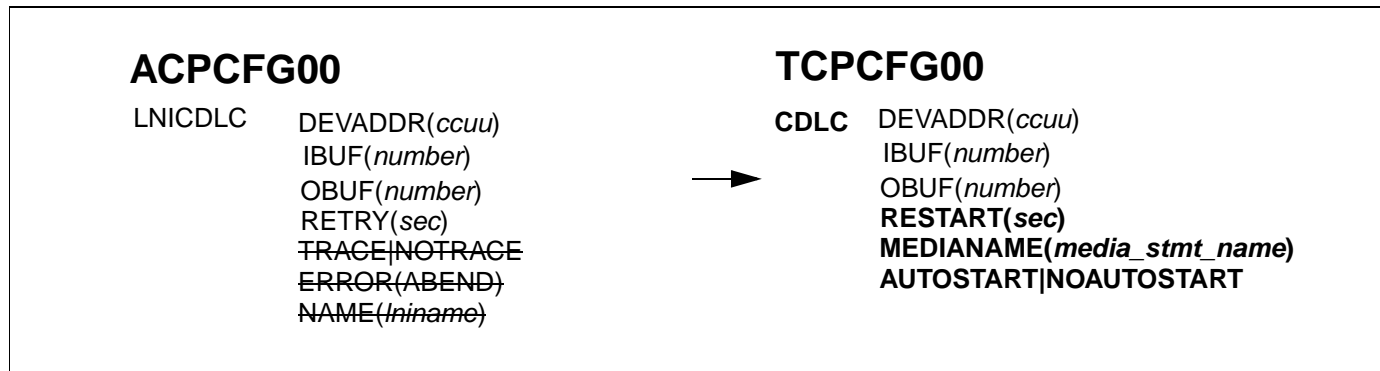 ACPCFG00
LNICDLC DEVADDR(ccuu)
IBUF(number)
OBUF(number)
RETRY(sec)
TRACE|NOTRACE
ERROR(ABEND)
NAME(lniname)
TCPCFG00
CDLC DEVADDR(ccuu)
IBUF(number)
OBUF(number)
RESTART(sec)
MEDIANAME(media_stmt_name)
AUTOSTART|NOAUTOSTART